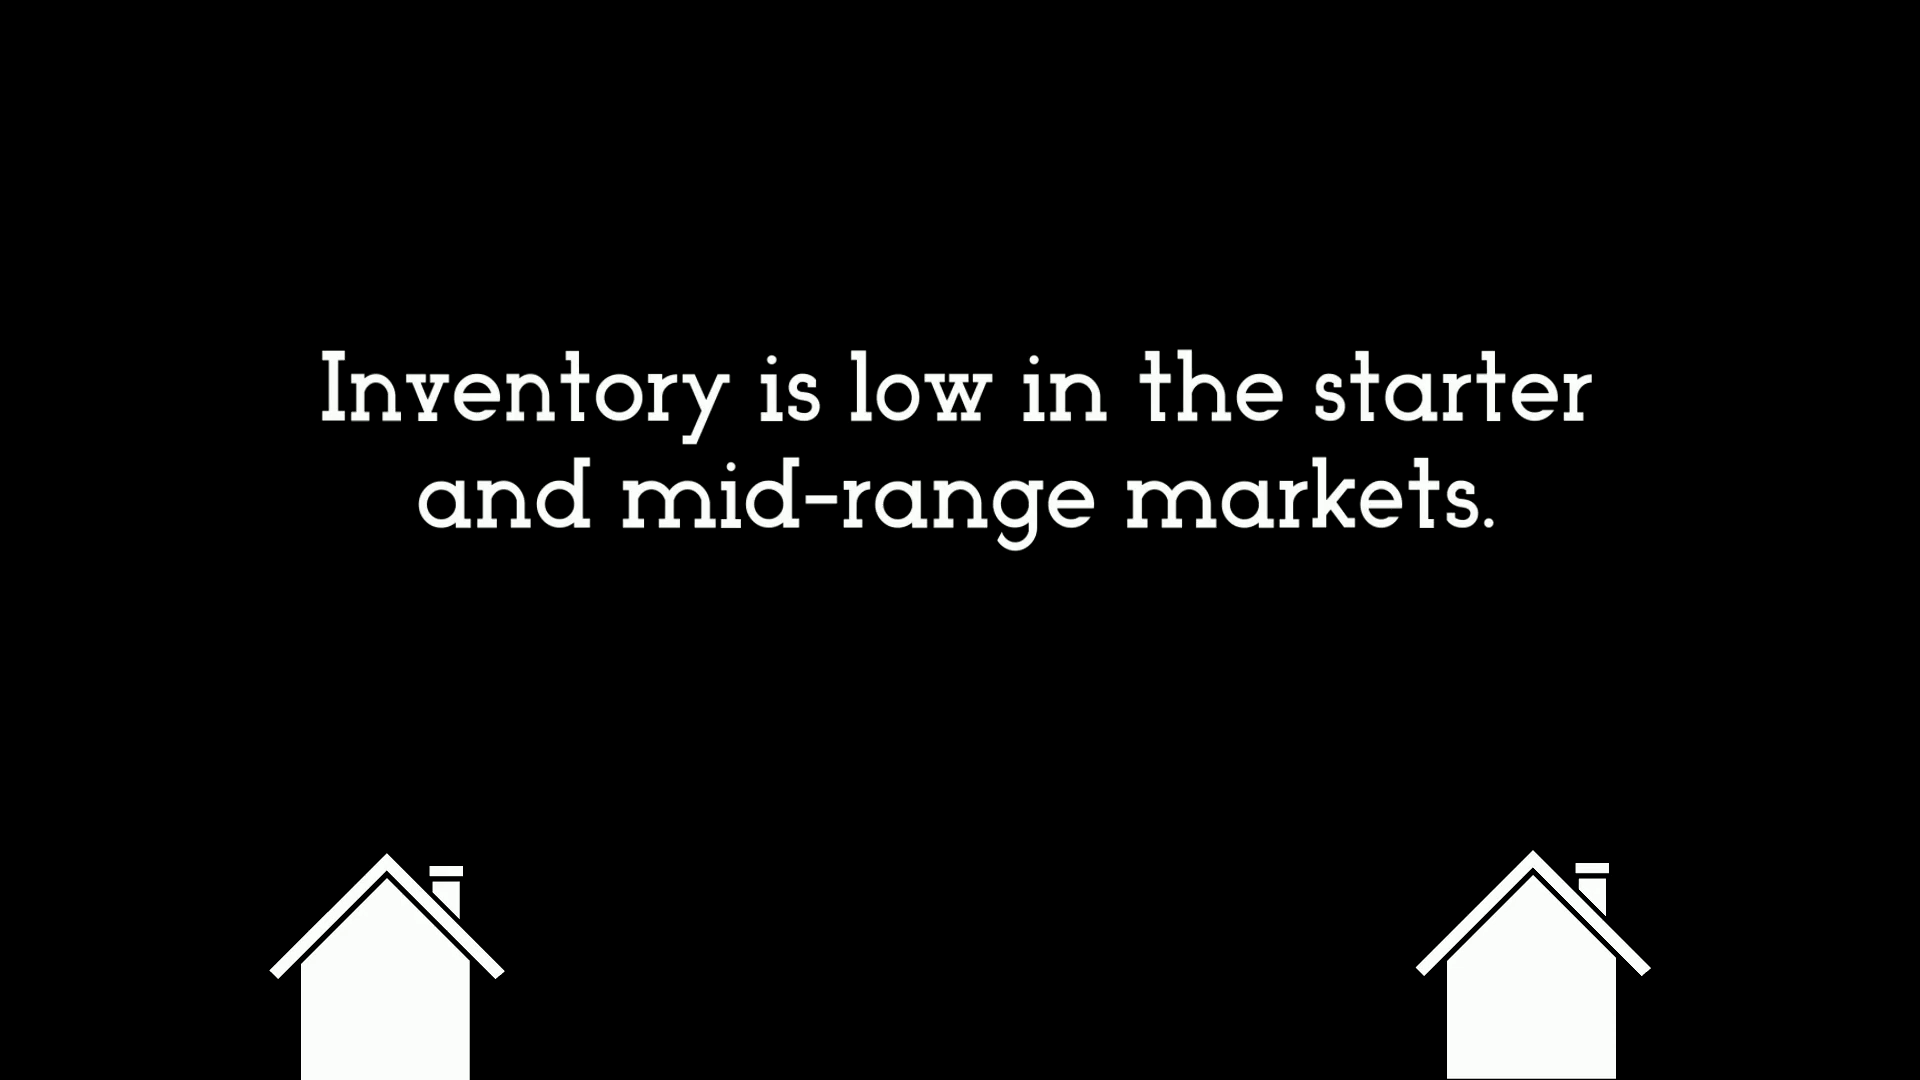 Inventory is low in the starter
and mid-range markets.